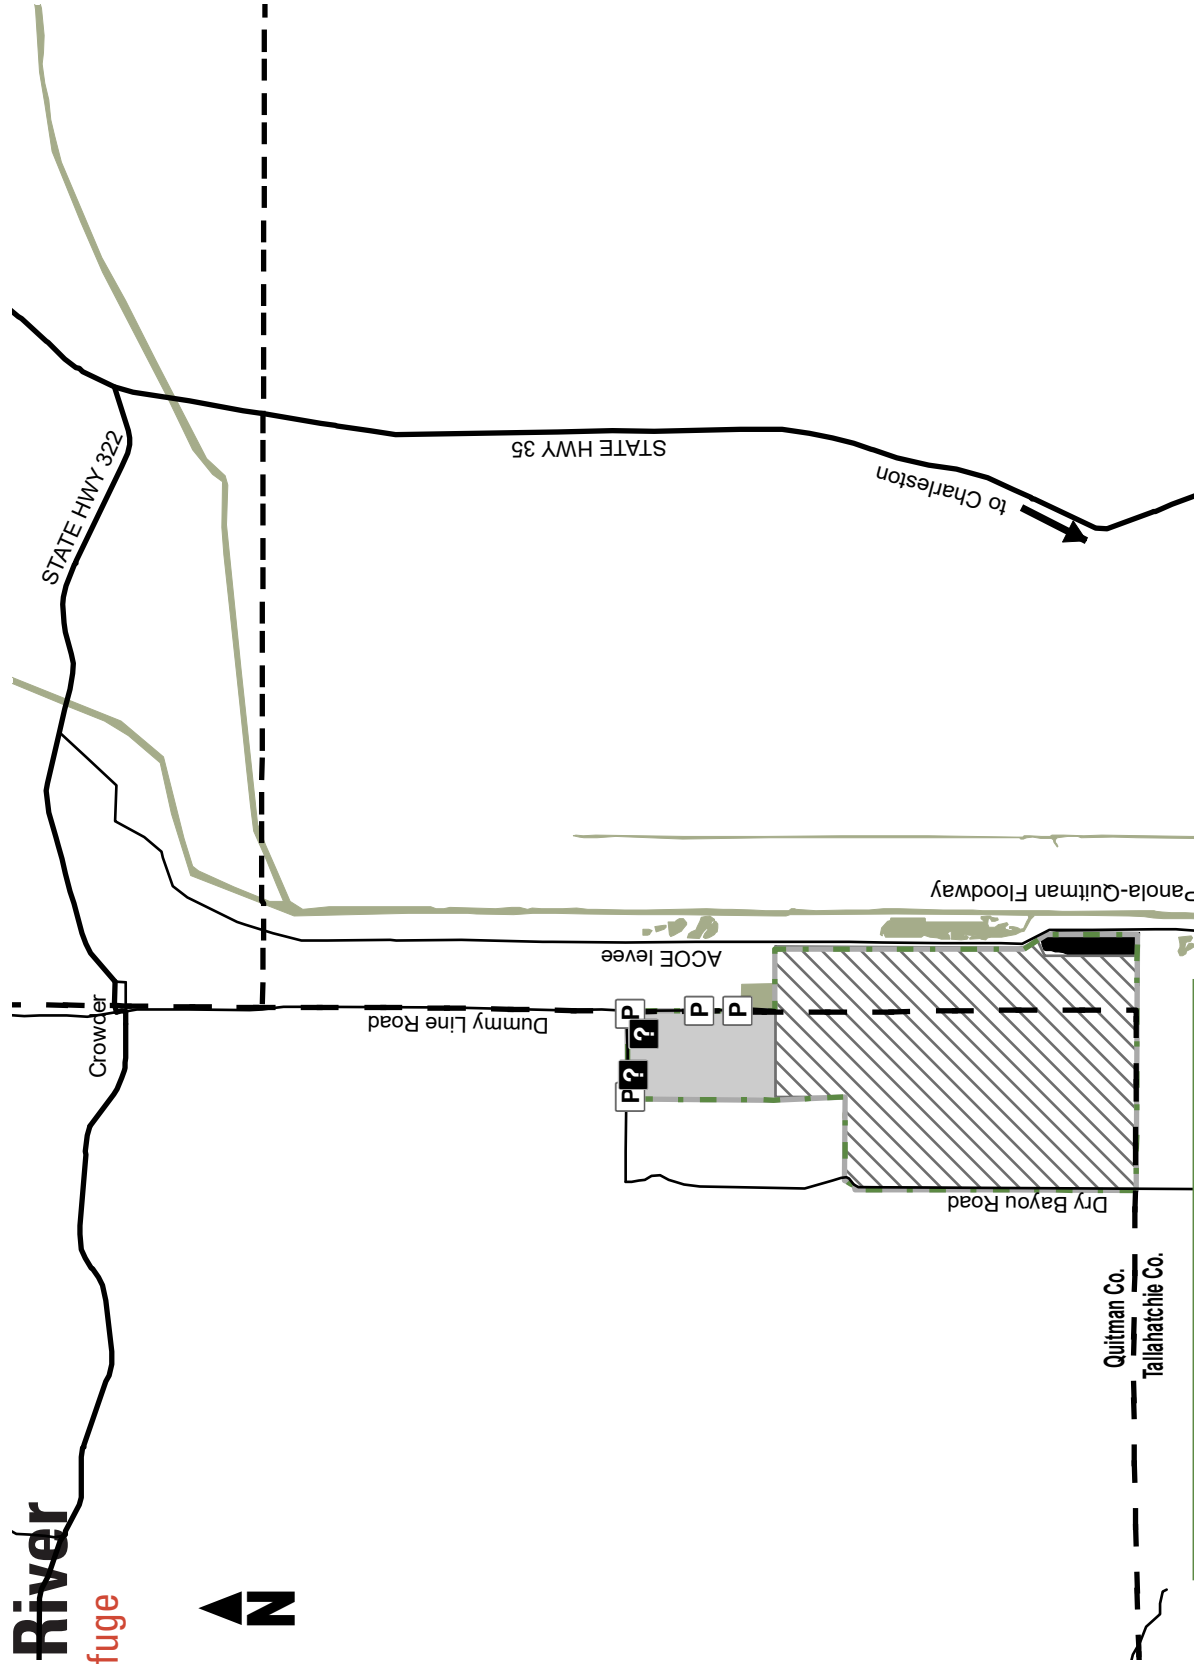 River
fuge
N
STATE HWY 322
STATE HWY 35
to Charleston
Crowder
Dummy Line Road
ACOE levee
Panola-Quitman Floodway
P
?
?
P
P
P
Dry Bayou Road
Quitman Co.
Tallahatchie Co.